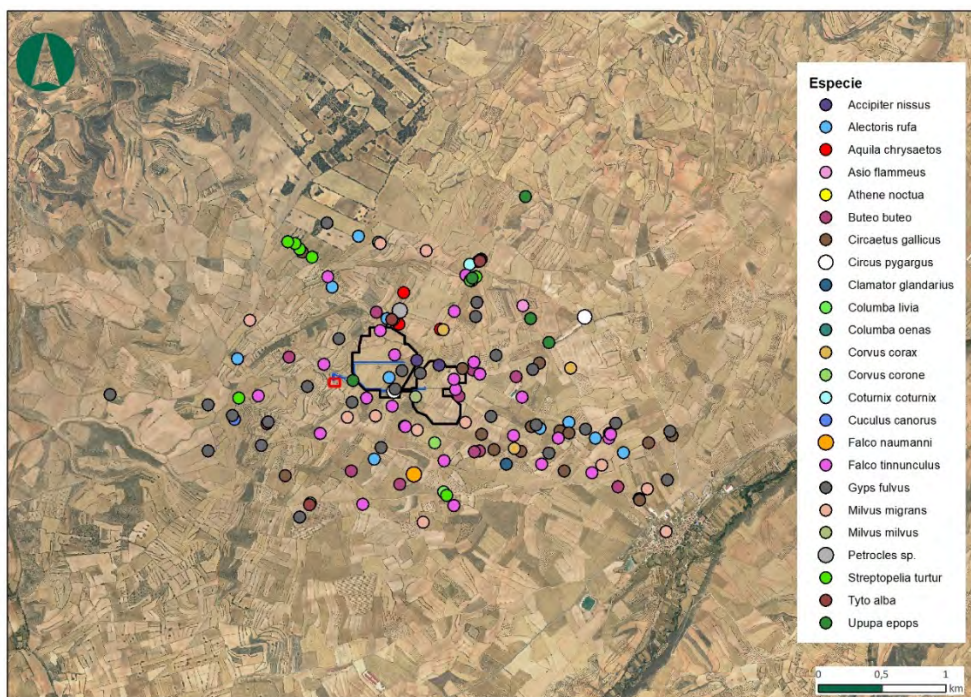 Especie
Accipiter nissus
Alectoris rufa
Aquila chrysaetos
Asio flammeus
Athene noctua
Buteo buteo
Circaetus gallicus
Circus pygargus
Clamator glandarius
Columba livia
Columba oenas
Corvus corax
Corvus corone
Coturnix coturnix
Cuculus canorus
Falco naumanni
Falco tinnunculus
Gyps fulvus
Milvus migrans
Milvus milvus
Petrocles sp.
Streptopelia turtur
Tyto alba
Upupa epops
0 0,5 1
km